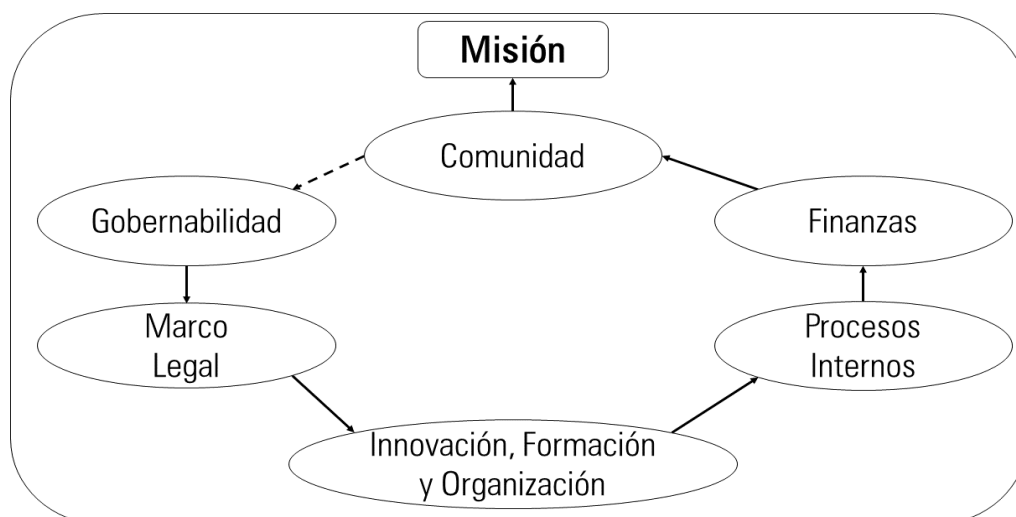 Misión
Comunidad
Gobernabilidad
Finanzas
Marco
Legal
Procesos
Internos
Innovación, Formación
y Organización